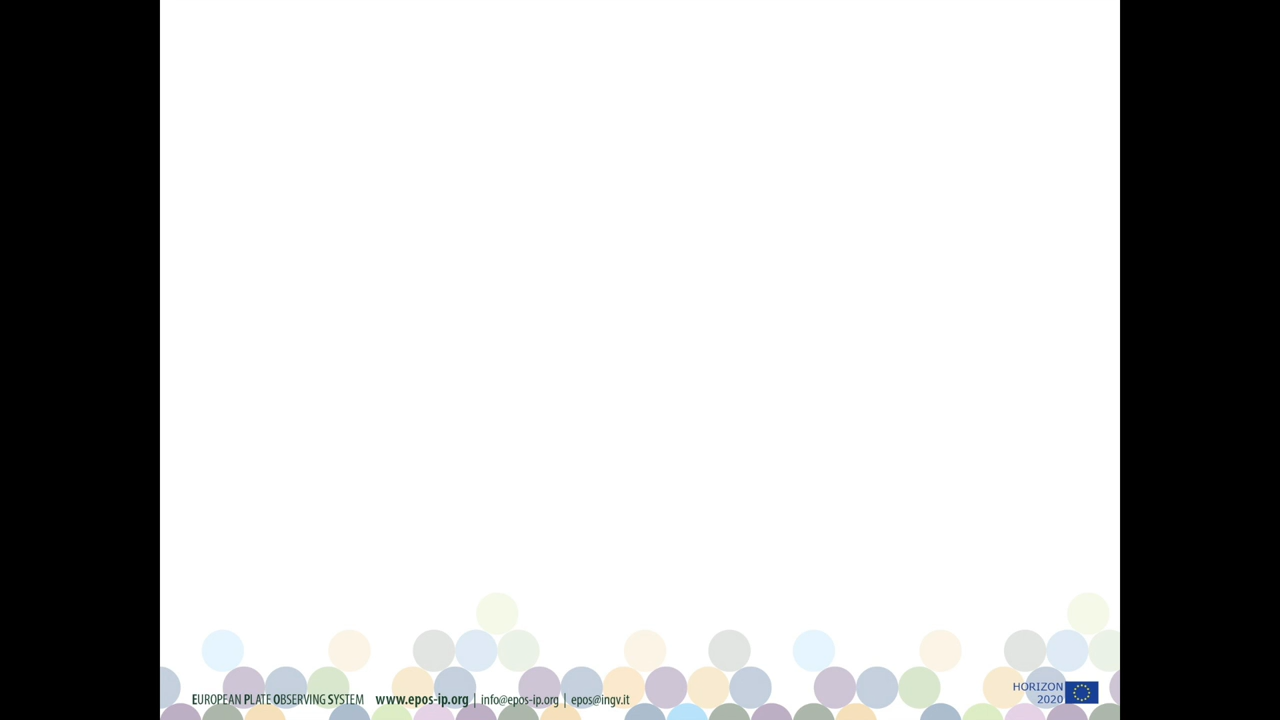 EUROPEAN PLATE OBSERVING SYSTEM www.epos-ip.org | info@epos-ip.org | epos@ingv.it
HORIZON
2020